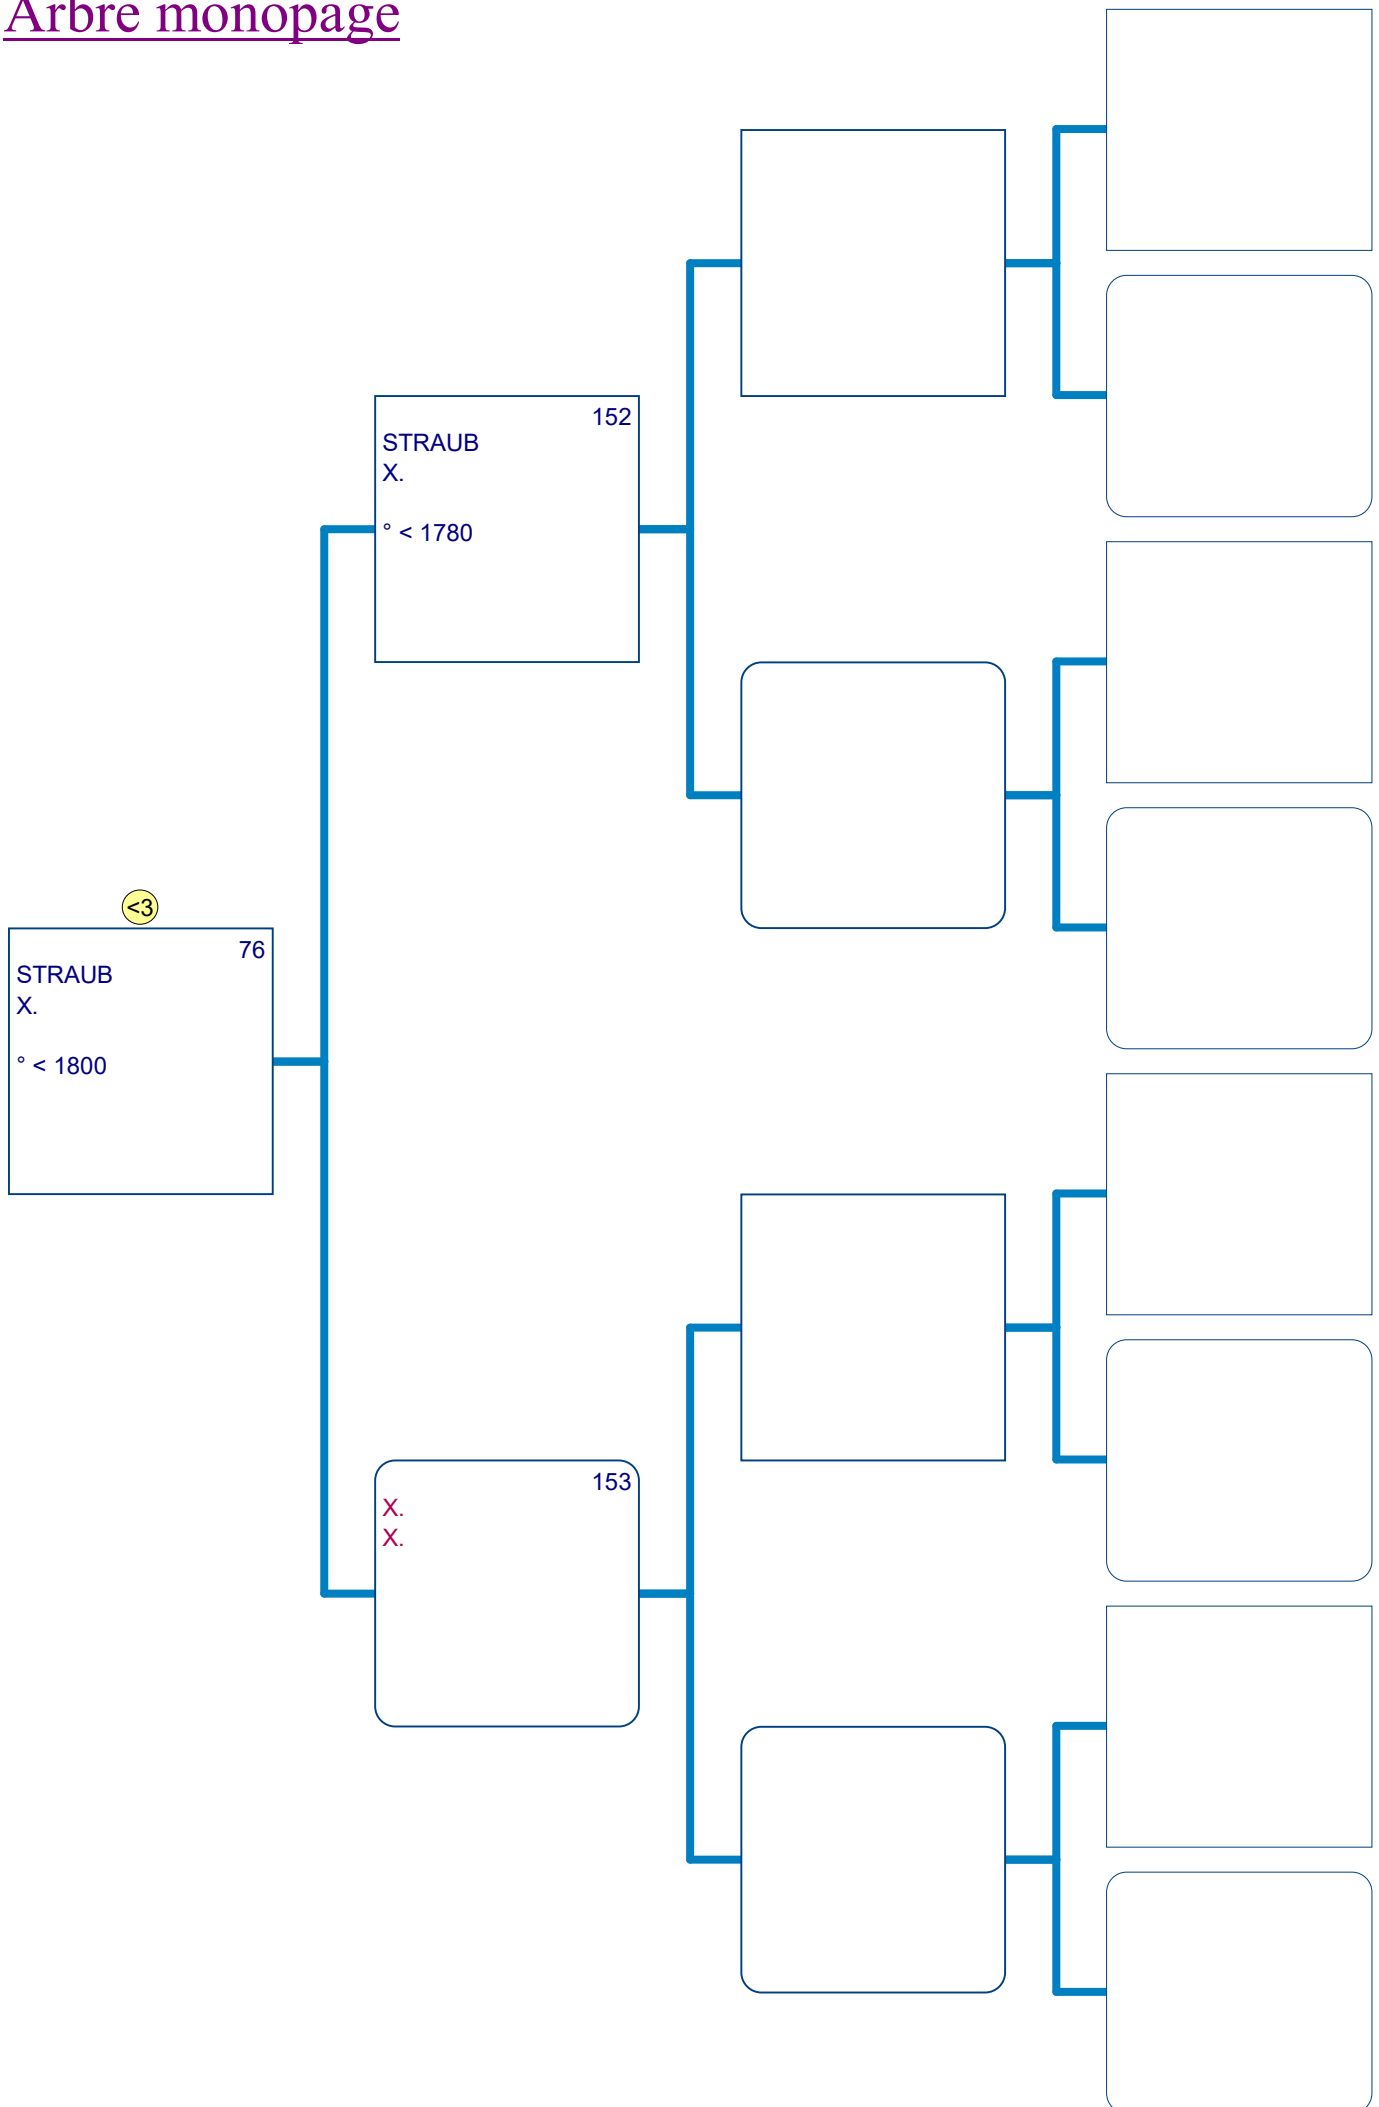 Arbre monopage
152
STRAUB
X.
° < 1780
<3
76
STRAUB
X.
° < 1800
153
X.
X.